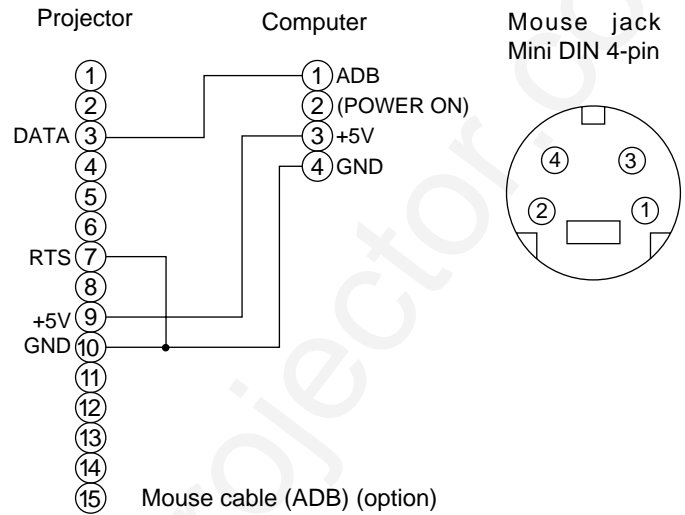 Projector
Computer
Mouse jack
Mini DIN 4-pin
1
2
DATA 3
4
5
6
RTS 7
8
+5V 9
GND 10
11
12
13
14
15
1 ADB
2 (POWER ON)
3 +5V
4 GND
4 3
2 1
Mouse cable (ADB) (option)